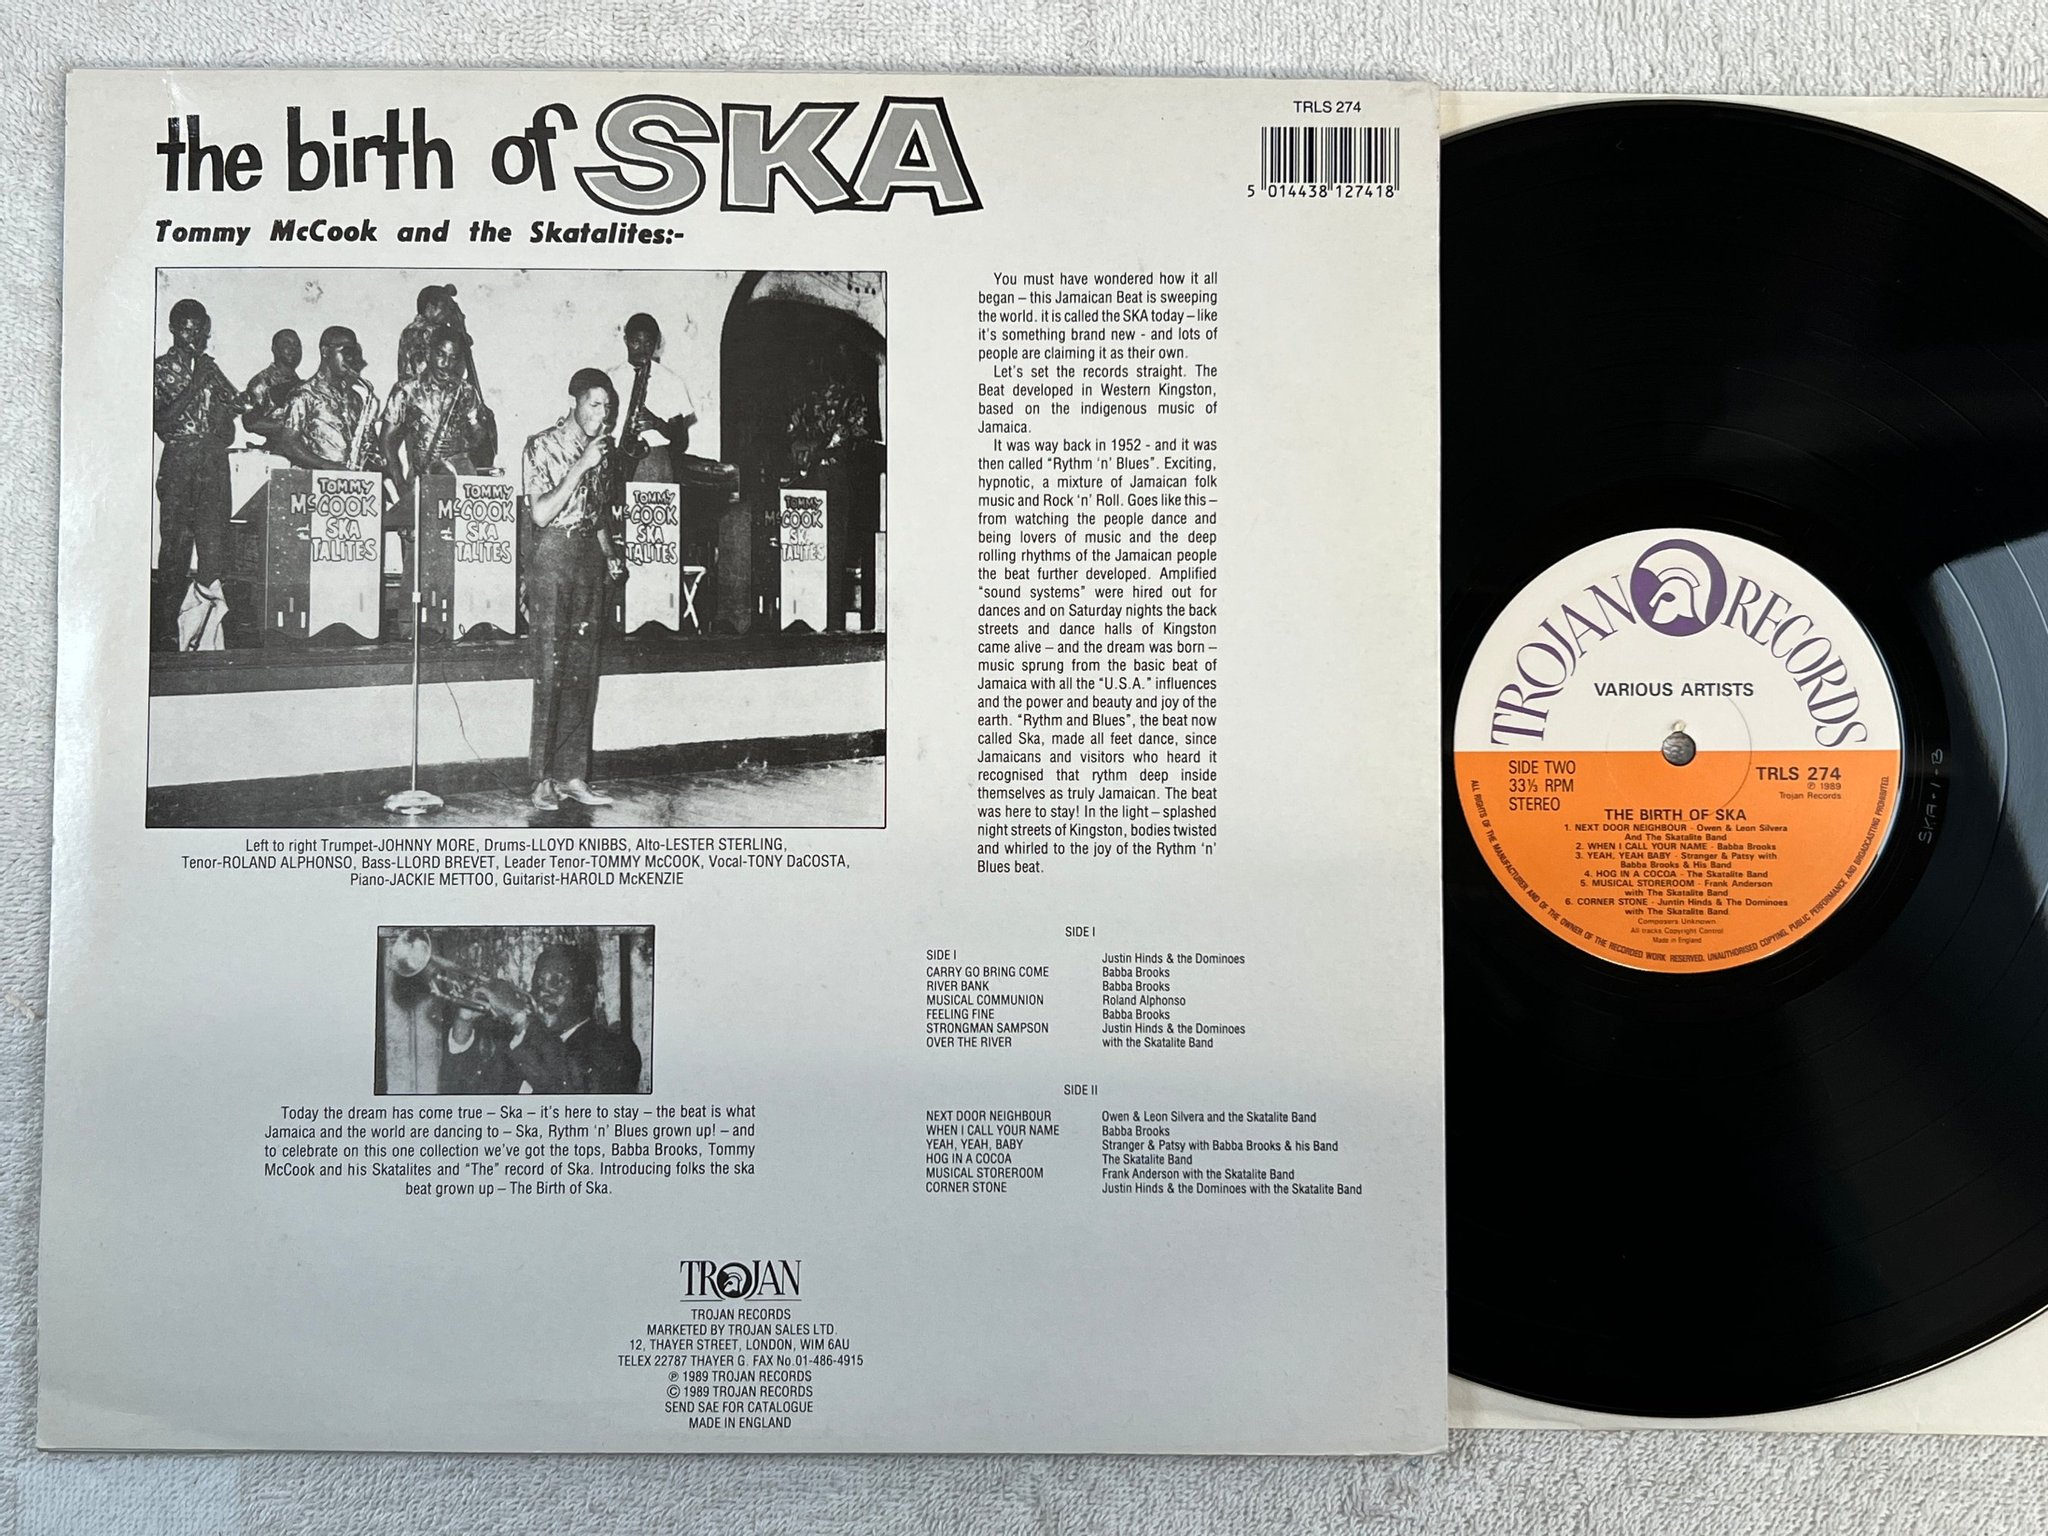 the birth of SKA
Tommy McCook and the Skatalites:-
TRLS 274
5 014438 127418
TOMMY
McCOOK
SKA
TALITES
TOMMY
McCOOK
SKA
TALITES
TOMMY
McCOOK
SKA
TALITES
TOMMY
McCOOK
SKA
TALITES
Left to right Trumpet-JOHNNY MORE, Drums-LLOYD KNIBBS, Alto-LESTER STERLING,
Tenor-ROLAND ALPHONSO, Bass-LLORD BREVET, Leader Tenor-TOMMY McCOOK, Vocal-TONY DaCOSTA,
Piano-JACKIE METTOO, Guitarist-HAROLD McKENZIE
You must have wondered how it all
began – this Jamaican Beat is sweeping
the world. it is called the SKA today – like
it's something brand new - and lots of
people are claiming it as their own.
Let's set the records straight. The
Beat developed in Western Kingston,
based on the indigenous music of
Jamaica.
It was way back in 1952 - and it was
then called "Rythm 'n' Blues". Exciting,
hypnotic, a mixture of Jamaican folk
music and Rock 'n' Roll. Goes like this –
from watching the people dance and
being lovers of music and the deep
rolling rhythms of the Jamaican people
the beat further developed. Amplified
"sound systems" were hired out for
dances and on Saturday nights the back
streets and dance halls of Kingston
came alive – and the dream was born –
music sprung from the basic beat of
Jamaica with all the "U.S.A." influences
and the power and beauty and joy of the
earth. "Rythm and Blues", the beat now
called Ska, made all feet dance, since
Jamaicans and visitors who heard it
recognised that rythm deep inside
themselves as truly Jamaican. The beat
was here to stay! In the light – splashed
night streets of Kingston, bodies twisted
and whirled to the joy of the Rythm 'n'
Blues beat.
Today the dream has come true – Ska – it's here to stay – the beat is what
Jamaica and the world are dancing to – Ska, Rythm 'n' Blues grown up! – and
to celebrate on this one collection we've got the tops, Babba Brooks, Tommy
McCook and his Skatalites and "The" record of Ska. Introducing folks the ska
beat grown up – The Birth of Ska.
SIDE I
SIDE I Justin Hinds & the Dominoes
CARRY GO BRING COME Babba Brooks
RIVER BANK Babba Brooks
MUSICAL COMMUNION Roland Alphonso
FEELING FINE Babba Brooks
STRONGMAN SAMPSON Justin Hinds & the Dominoes
OVER THE RIVER with the Skatalite Band
SIDE II
NEXT DOOR NEIGHBOUR Owen & Leon Silvera and the Skatalite Band
WHEN I CALL YOUR NAME Babba Brooks
YEAH, YEAH, BABY Stranger & Patsy with Babba Brooks & his Band
HOG IN A COCOA The Skatalite Band
MUSICAL STOREROOM Frank Anderson with the Skatalite Band
CORNER STONE Justin Hinds & the Dominoes with the Skatalite Band
TROJAN
TROJAN RECORDS
MARKETED BY TROJAN SALES LTD.
12, THAYER STREET, LONDON, WIM 6AU
TELEX 22787 THAYER G. FAX No.01-486-4915
℗ 1989 TROJAN RECORDS
© 1989 TROJAN RECORDS
SEND SAE FOR CATALOGUE
MADE IN ENGLAND
TROJAN RECORDS
VARIOUS ARTISTS
SIDE TWO
33⅓ RPM
STEREO
TRLS 274
℗ 1989
Trojan Records
THE BIRTH OF SKA
1. NEXT DOOR NEIGHBOUR - Owen & Leon Silvera
And The Skatalite Band
2. WHEN I CALL YOUR NAME - Babba Brooks
3. YEAH, YEAH BABY - Stranger & Patsy with
Babba Brooks & His Band
4. HOG IN A COCOA - The Skatalite Band
5. MUSICAL STOREROOM - Frank Anderson
with The Skatalite Band
6. CORNER STONE - Juntin Hinds & The Dominoes
with The Skatalite Band
Composers Unknown
All tracks Copyright Control
Made in England
ALL RIGHTS OF THE MANUFACTURER AND OF THE OWNER OF THE RECORDED WORK RESERVED. UNAUTHORISED COPYING, PUBLIC PERFORMANCE AND BROADCASTING PROHIBITED.
SKA-1-B